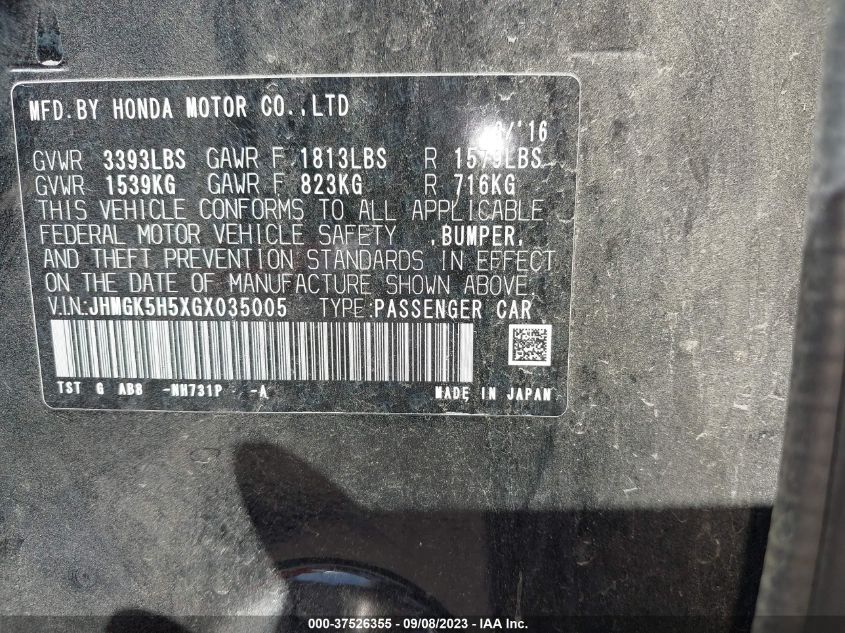 MFD.BY HONDA MOTOR CO.,LTD
/'16
GVWR 3393LBS GAWR F 1813LBS R 1579LBS
GVWR 1539KG GAWR F 823KG R 716KG
THIS VEHICLE CONFORMS TO ALL APPLICABLE
FEDERAL MOTOR VEHICLE SAFETY ,BUMPER,
AND THEFT PREVENTION STANDARDS IN EFFECT
ON THE DATE OF MANUFACTURE SHOWN ABOVE.
V.I.N:JHMGK5H5XGX035005 TYPE:PASSENGER CAR
TST G AB8 -NH731P -A MADE IN JAPAN
000-37526355 - 09/08/2023 - IAA Inc.